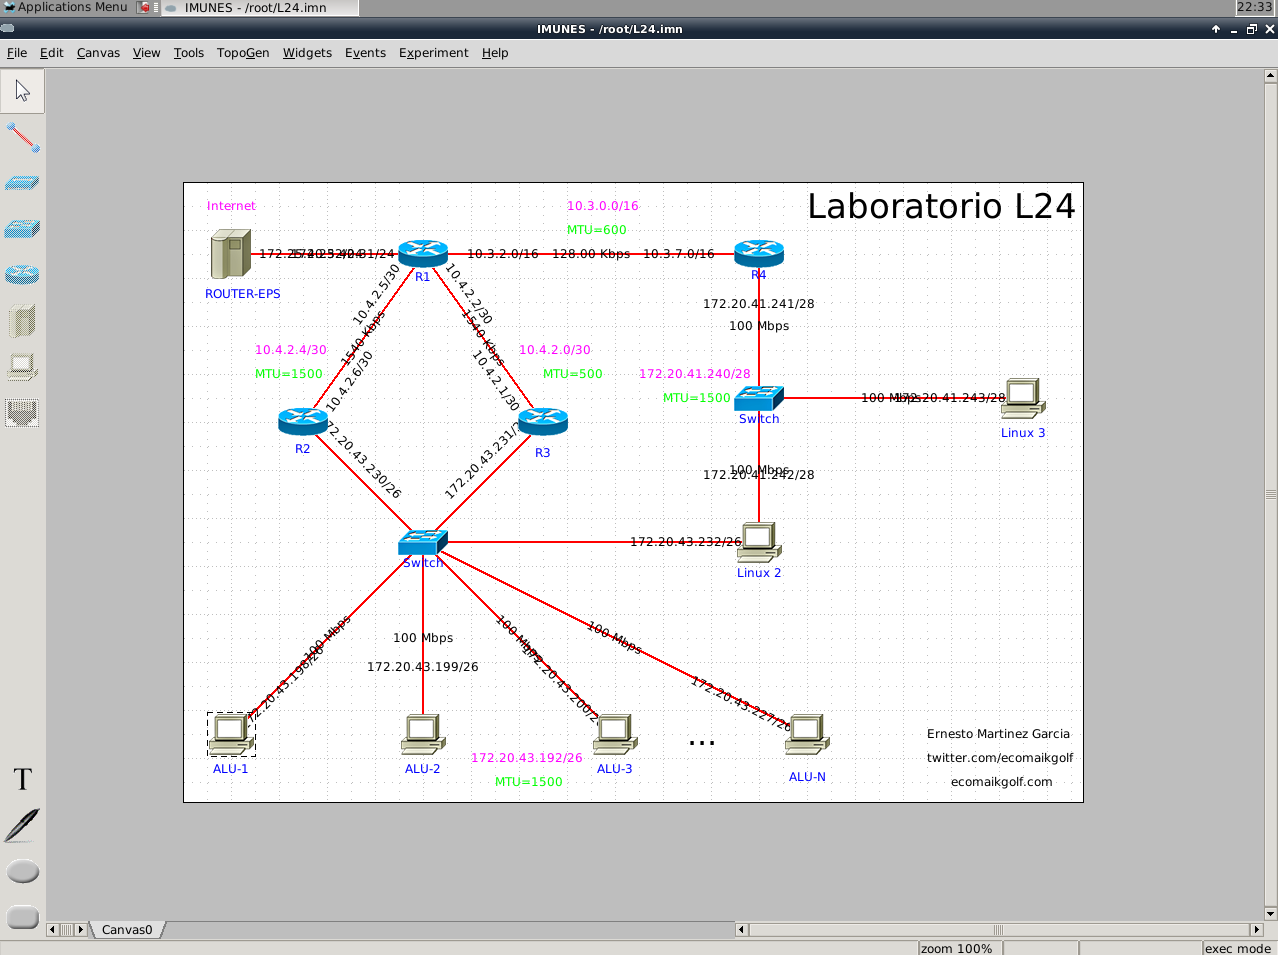 Applications Menu
IMUNES - /root/L24.imn
22:33
IMUNES - /root/L24.imn
File Edit Canvas View Tools TopoGen Widgets Events Experiment Help
Laboratorio L24
Internet
10.3.0.0/16
MTU=600
10.3.2.0/16
128.00 Kbps
10.3.7.0/16
R1
R4
ROUTER-EPS
10.4.2.5/30
1540 Kbps
10.4.2.6/30
10.4.2.2/30
1540 Kbps
10.4.2.1/30
172.20.41.241/28
100 Mbps
10.4.2.4/30
MTU=1500
10.4.2.0/30
MTU=500
172.20.41.240/28
MTU=1500
Switch
100 Mbps
172.20.41.243/28
Linux 3
R2
R3
172.20.43.230/26
172.20.43.231/
100 Mbps
172.20.41.242/28
Switch
172.20.43.232/26
Linux 2
100 Mbps
172.20.43.198/26
100 Mbps
172.20.43.199/26
100 Mbps
172.20.43.200/2
100 Mbps
172.20.43.227/26
ALU-1
ALU-2
172.20.43.192/26
MTU=1500
ALU-3
...
ALU-N
Ernesto Martinez Garcia
twitter.com/ecomaikgolf
ecomaikgolf.com
T
Canvas0
zoom 100%
exec mode